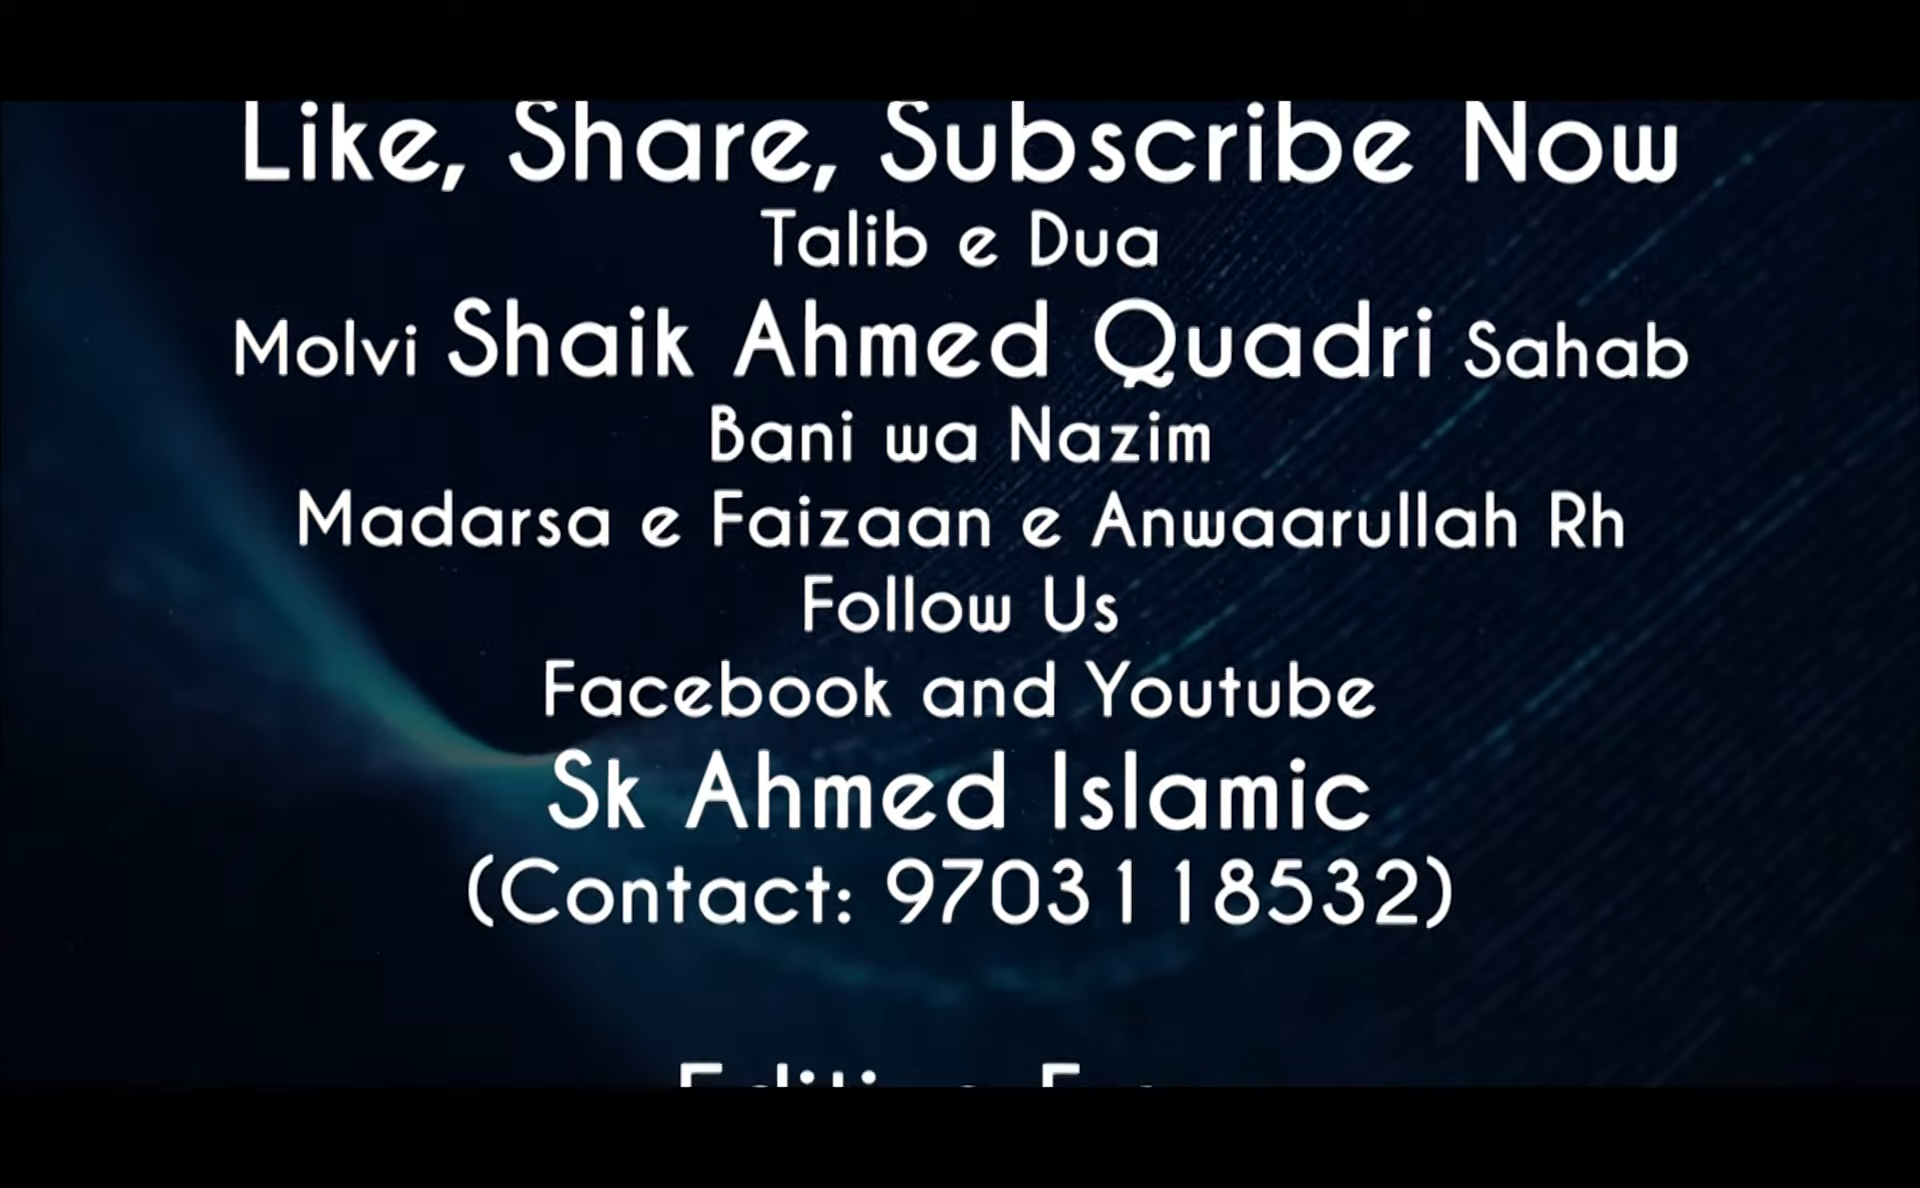 Like, Share, Subscribe Now
Talib e Dua
Molvi Shaik Ahmed Quadri Sahab
Bani wa Nazim
Madarsa e Faizaan e Anwaarullah Rh
Follow Us
Facebook and Youtube
Sk Ahmed Islamic
(Contact: 9703118532)